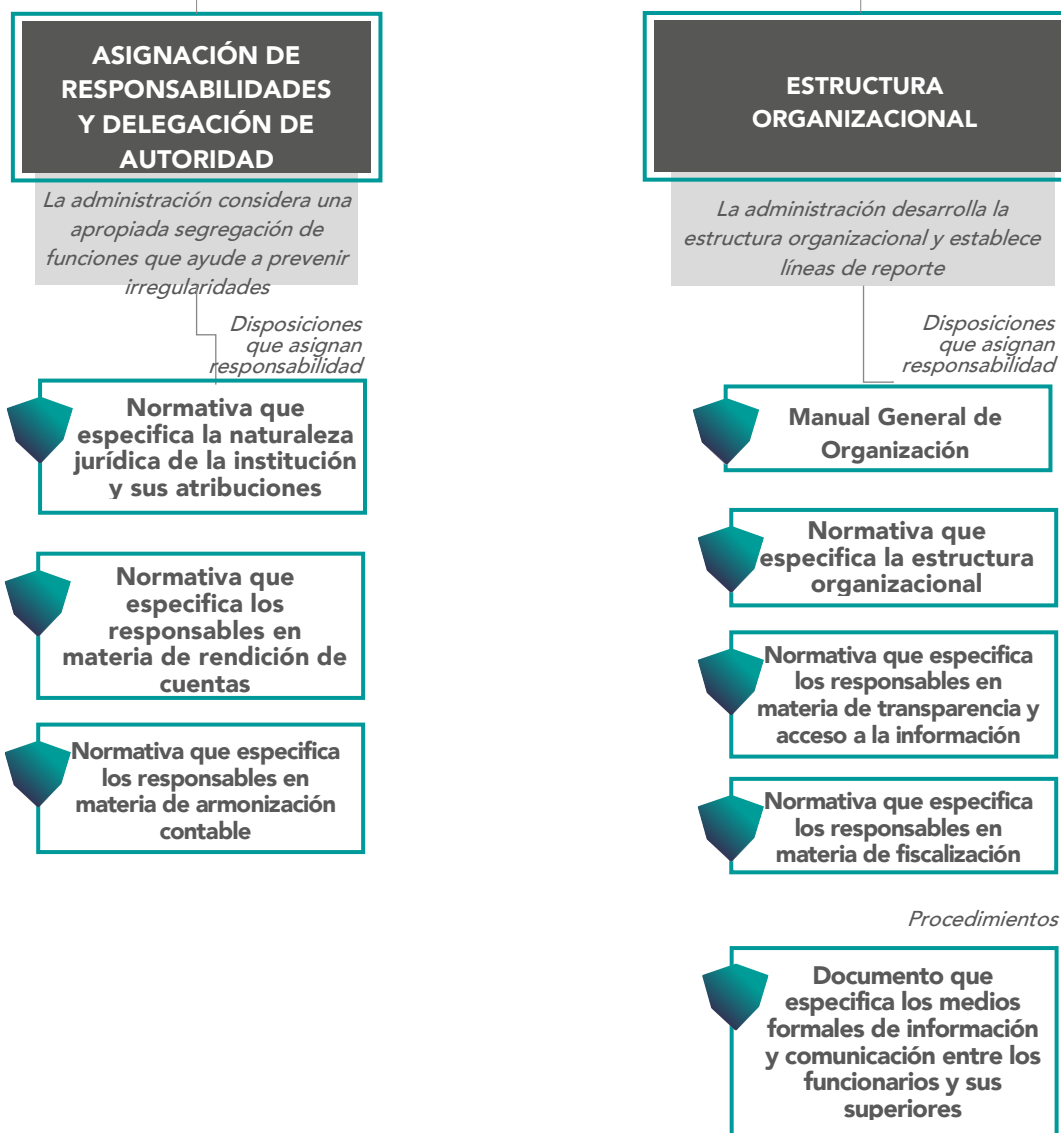 ASIGNACIÓN DE
RESPONSABILIDADES
Y DELEGACIÓN DE
AUTORIDAD
La administración considera una
apropiada segregación de
funciones que ayude a prevenir
irregularidades
Disposiciones
que asignan
responsabilidad
Normativa que
especifica la naturaleza
jurídica de la institución
y sus atribuciones
Normativa que
especifica los
responsables en
materia de rendición de
cuentas
Normativa que especifica
los responsables en
materia de armonización
contable
ESTRUCTURA
ORGANIZACIONAL
La administración desarrolla la
estructura organizacional y establece
líneas de reporte
Disposiciones
que asignan
responsabilidad
Manual General de
Organización
Normativa que
especifica la estructura
organizacional
Normativa que especifica
los responsables en
materia de transparencia y
acceso a la información
Normativa que especifica
los responsables en
materia de fiscalización
Procedimientos
Documento que
especifica los medios
formales de información
y comunicación entre los
funcionarios y sus
superiores